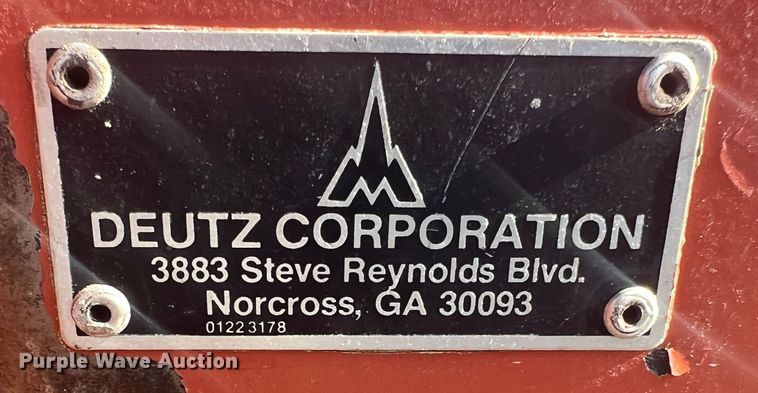 DEUTZ CORPORATION
3883 Steve Reynolds Blvd.
Norcross, GA 30093
01223178
Purple Wave Auction